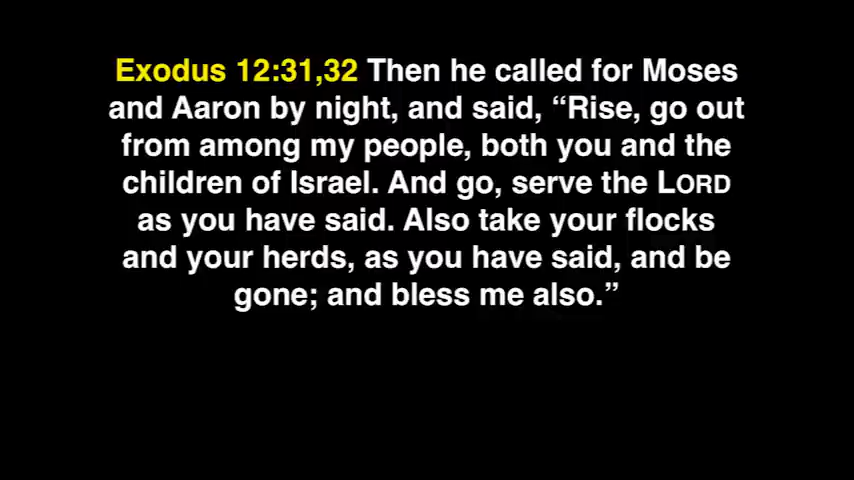 Exodus 12:31,32 Then he called for Moses
and Aaron by night, and said, “Rise, go out
from among my people, both you and the
children of Israel. And go, serve the LORD
as you have said. Also take your flocks
and your herds, as you have said, and be
gone; and bless me also.”